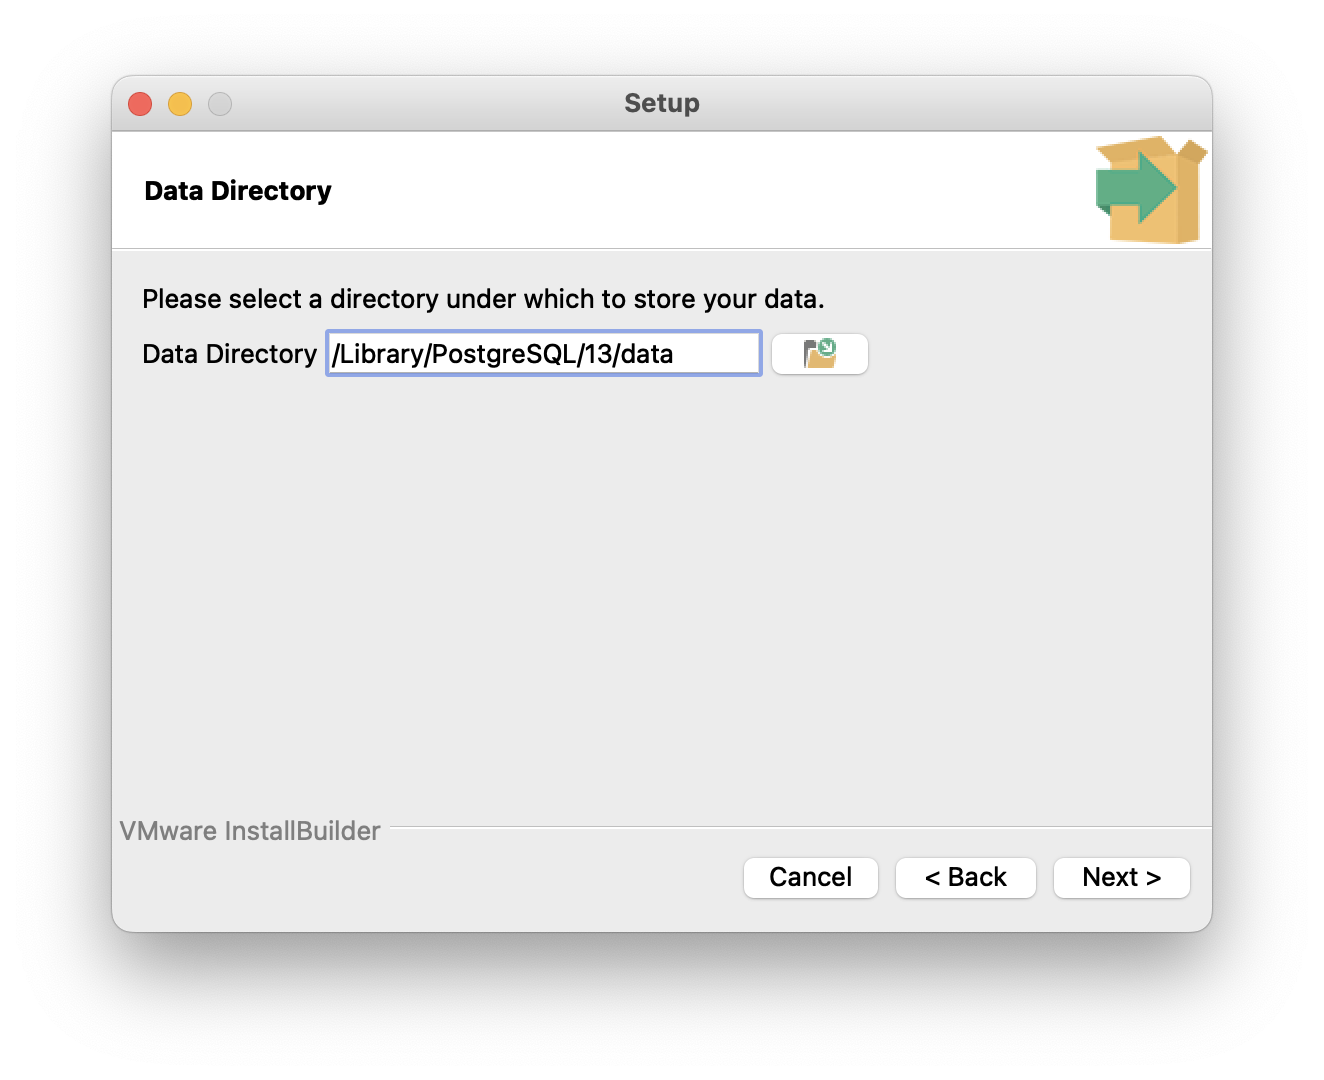 Setup
Data Directory
Please select a directory under which to store your data.
Data Directory /Library/PostgreSQL/13/data
VMware InstallBuilder
Cancel < Back Next >